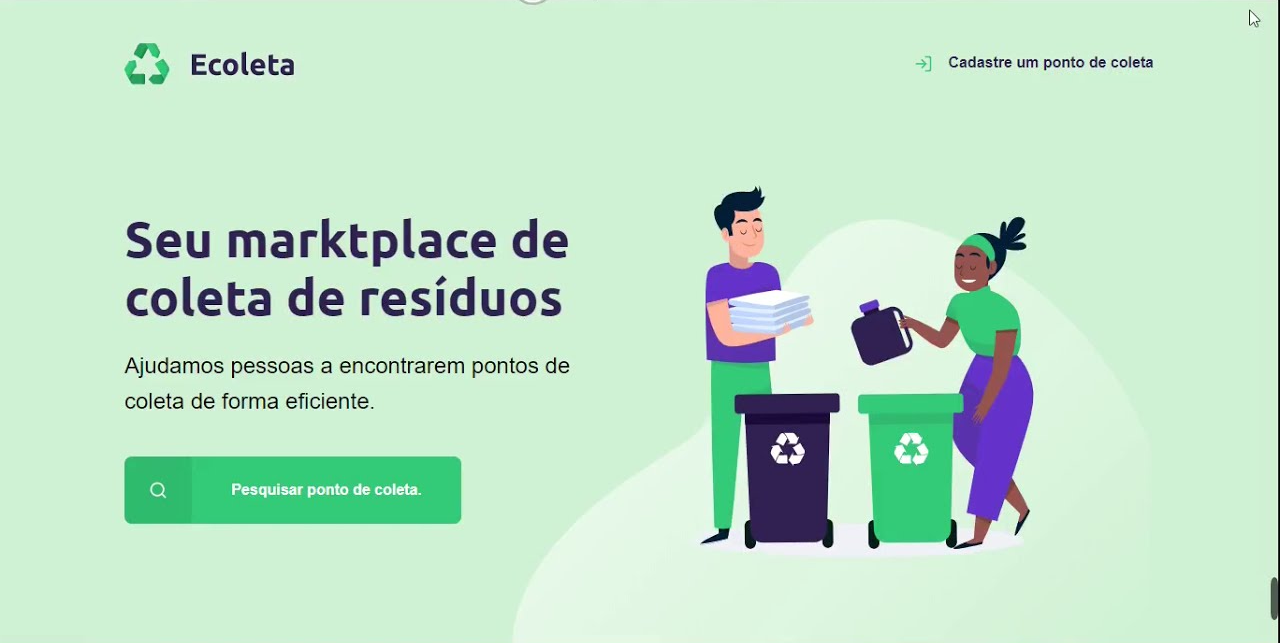 Ecoleta
Cadastre um ponto de coleta
Seu marktplace de
coleta de resíduos
Ajudamos pessoas a encontrarem pontos de
coleta de forma eficiente.
Pesquisar ponto de coleta.